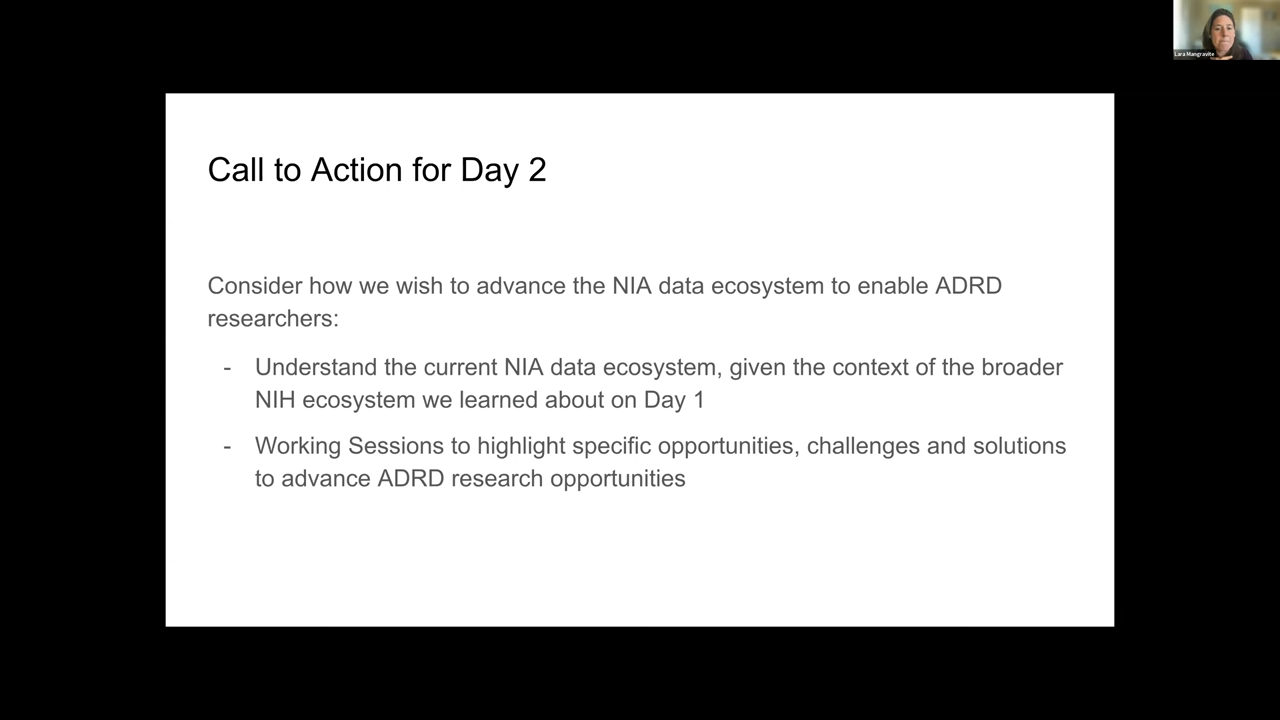 Lara Mangravite
Call to Action for Day 2
Consider how we wish to advance the NIA data ecosystem to enable ADRD
researchers:
- Understand the current NIA data ecosystem, given the context of the broader
NIH ecosystem we learned about on Day 1
- Working Sessions to highlight specific opportunities, challenges and solutions
to advance ADRD research opportunities